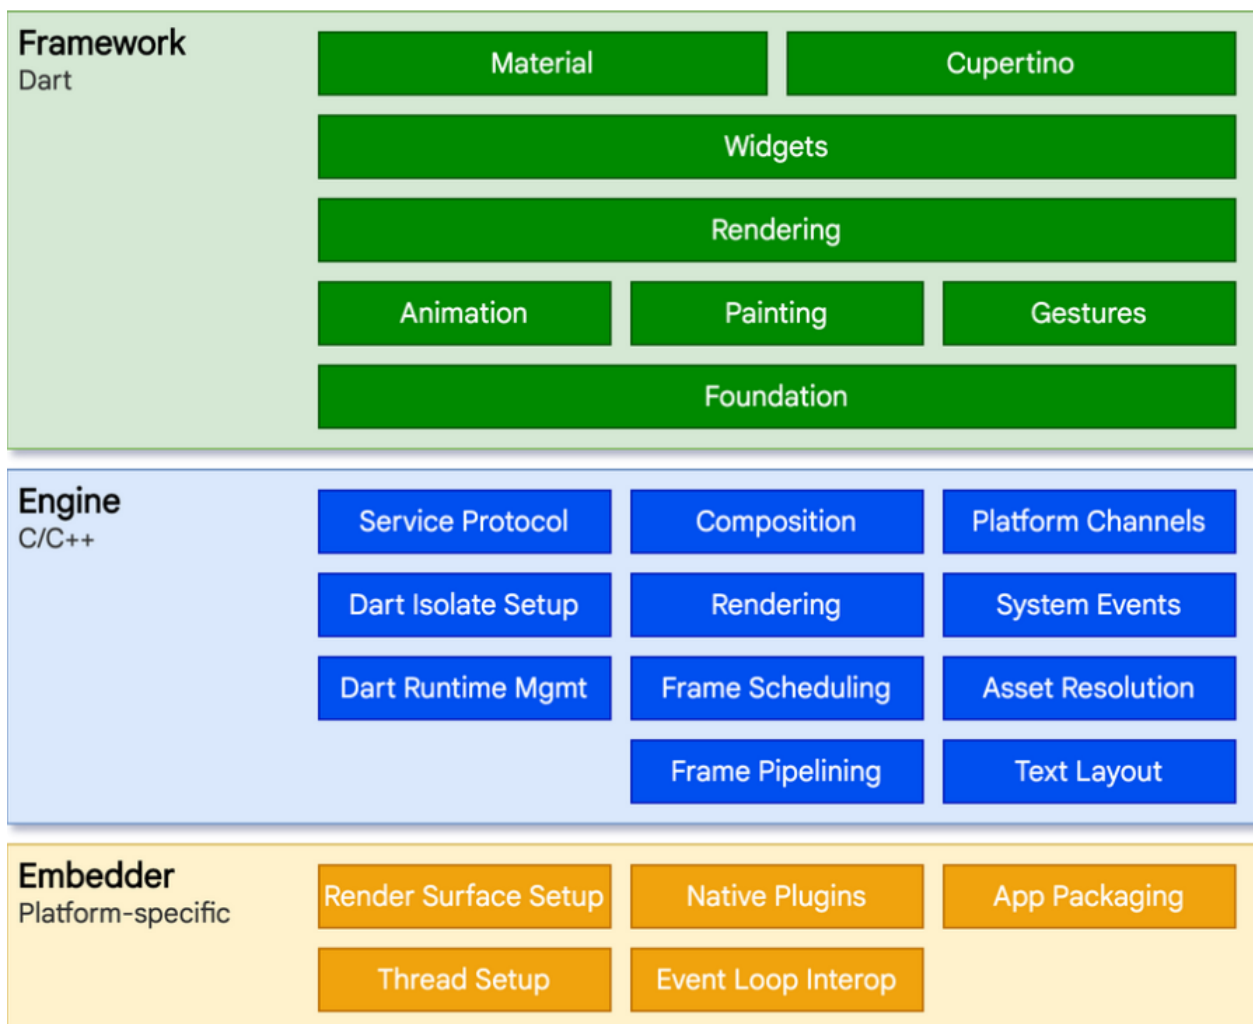 Framework
Dart
Material
Cupertino
Widgets
Rendering
Animation
Painting
Gestures
Foundation
Engine
C/C++
Service Protocol
Composition
Platform Channels
Dart Isolate Setup
Rendering
System Events
Dart Runtime Mgmt
Frame Scheduling
Asset Resolution
Frame Pipelining
Text Layout
Embedder
Platform-specific
Render Surface Setup
Native Plugins
App Packaging
Thread Setup
Event Loop Interop